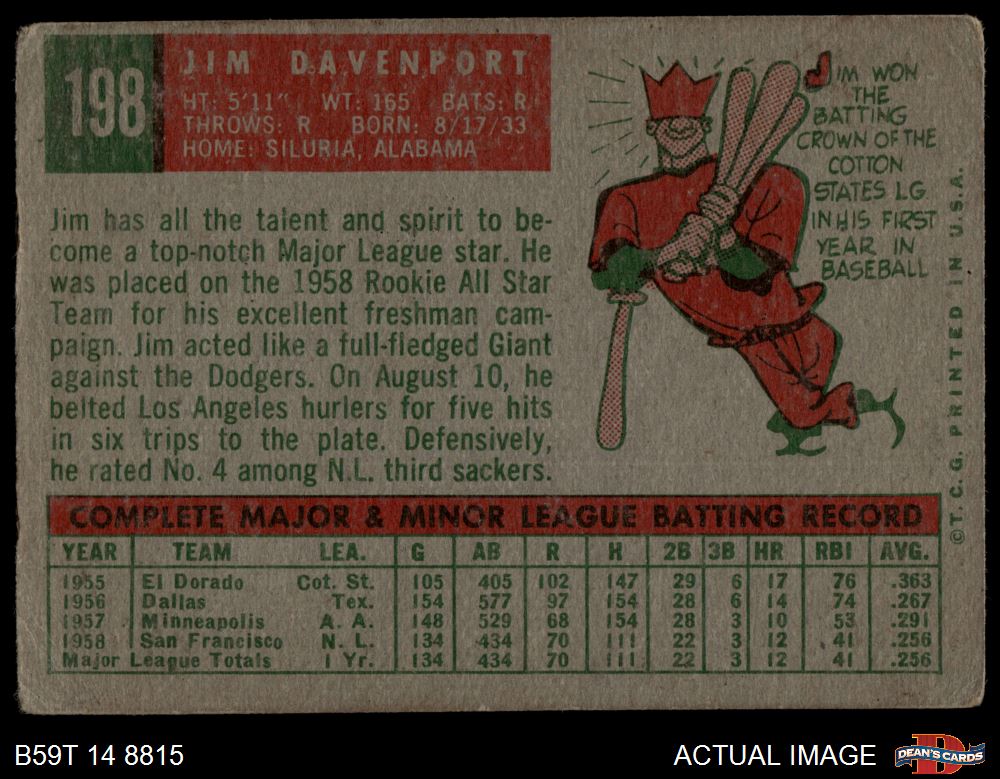 198
JIM DAVENPORT
HT: 5'11" WT: 165 BATS: R
THROWS: R BORN: 8/17/33
HOME: SILURIA, ALABAMA
Jim has all the talent and spirit to be-
come a top-notch Major League star. He
was placed on the 1958 Rookie All Star
Team for his excellent freshman cam-
paign. Jim acted like a full-fledged Giant
against the Dodgers. On August 10, he
belted Los Angeles hurlers for five hits
in six trips to the plate. Defensively,
he rated No. 4 among N.L. third sackers.
JIM WON
THE
BATTING
CROWN OF THE
COTTON
STATES LG
IN HIS FIRST
YEAR IN
BASEBALL
©T. C. G. PRINTED IN U.S.A.
COMPLETE MAJOR & MINOR LEAGUE BATTING RECORD
YEAR TEAM LEA. G AB R H 2B 3B HR RBI AVG.
1955 El Dorado Cot. St. 105 405 102 147 29 6 17 76 .363
1956 Dallas Tex. 154 577 97 154 28 6 14 74 .267
1957 Minneapolis A. A. 148 529 68 154 28 3 10 53 .291
1958 San Francisco N. L. 134 434 70 111 22 3 12 41 .256
Major League Totals 1 Yr. 134 434 70 111 22 3 12 41 .256
B59T 14 8815
ACTUAL IMAGE
DEAN'S CARDS